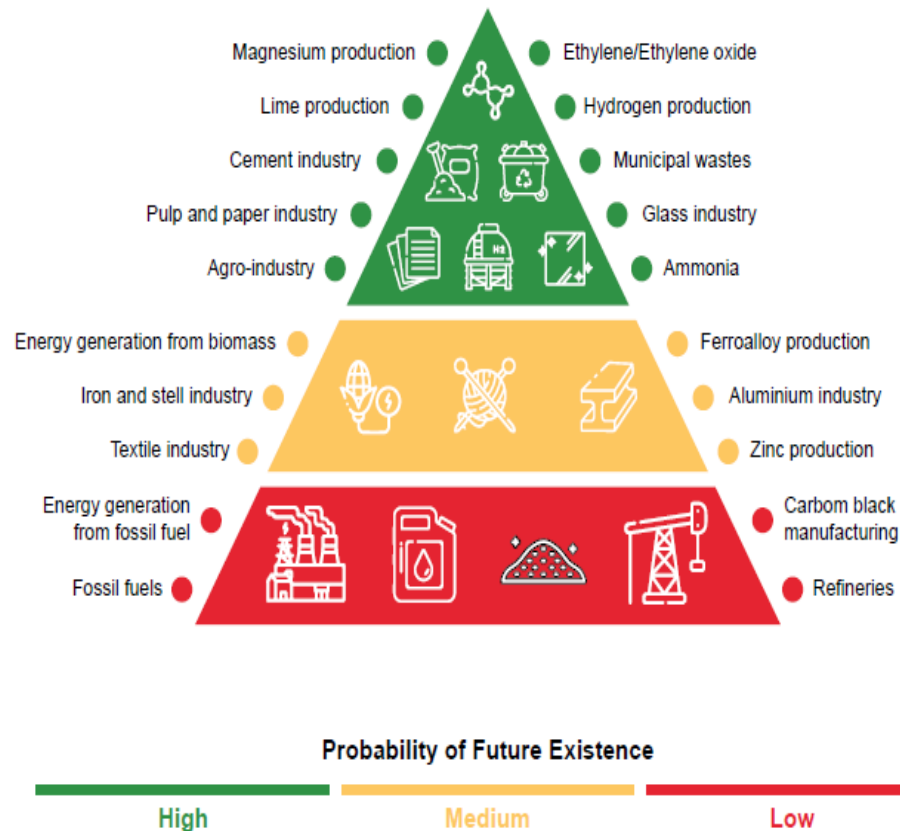 Magnesium production
Ethylene/Ethylene oxide
Lime production
Hydrogen production
Cement industry
Municipal wastes
Pulp and paper industry
Glass industry
Agro-industry
Ammonia
H2
Energy generation from biomass
Ferroalloy production
Iron and stell industry
Aluminium industry
Textile industry
Zinc production
Energy generation
from fossil fuel
Carbom black
manufacturing
Fossil fuels
Refineries
Probability of Future Existence
High
Medium
Low